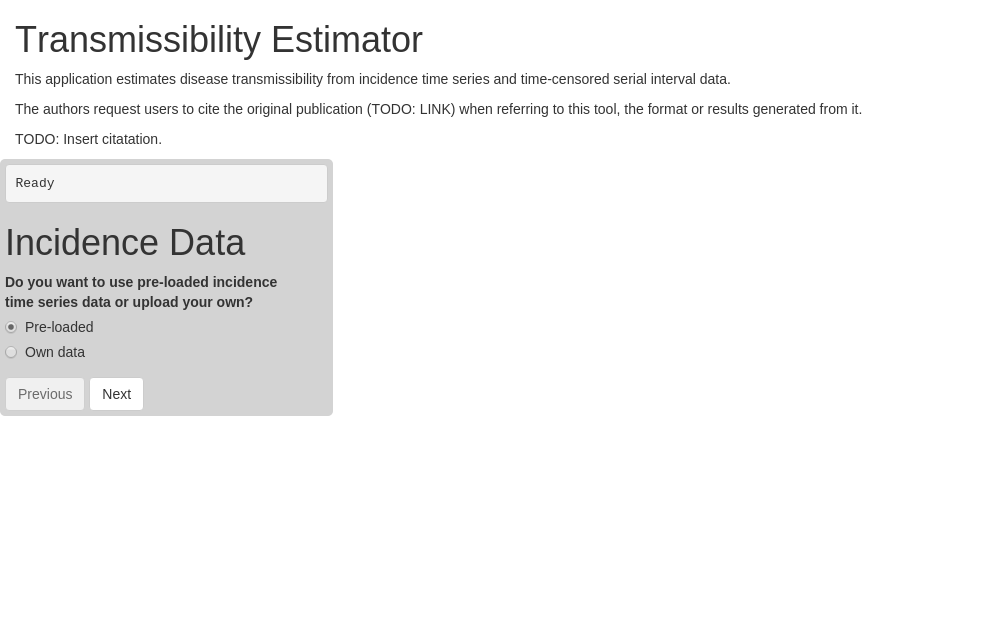 Transmissibility Estimator
This application estimates disease transmissibility from incidence time series and time-censored serial interval data.
The authors request users to cite the original publication (TODO: LINK) when referring to this tool, the format or results generated from it.
TODO: Insert citatation.
Ready
Incidence Data
Do you want to use pre-loaded incidence
time series data or upload your own?
Pre-loaded
Own data
Previous Next